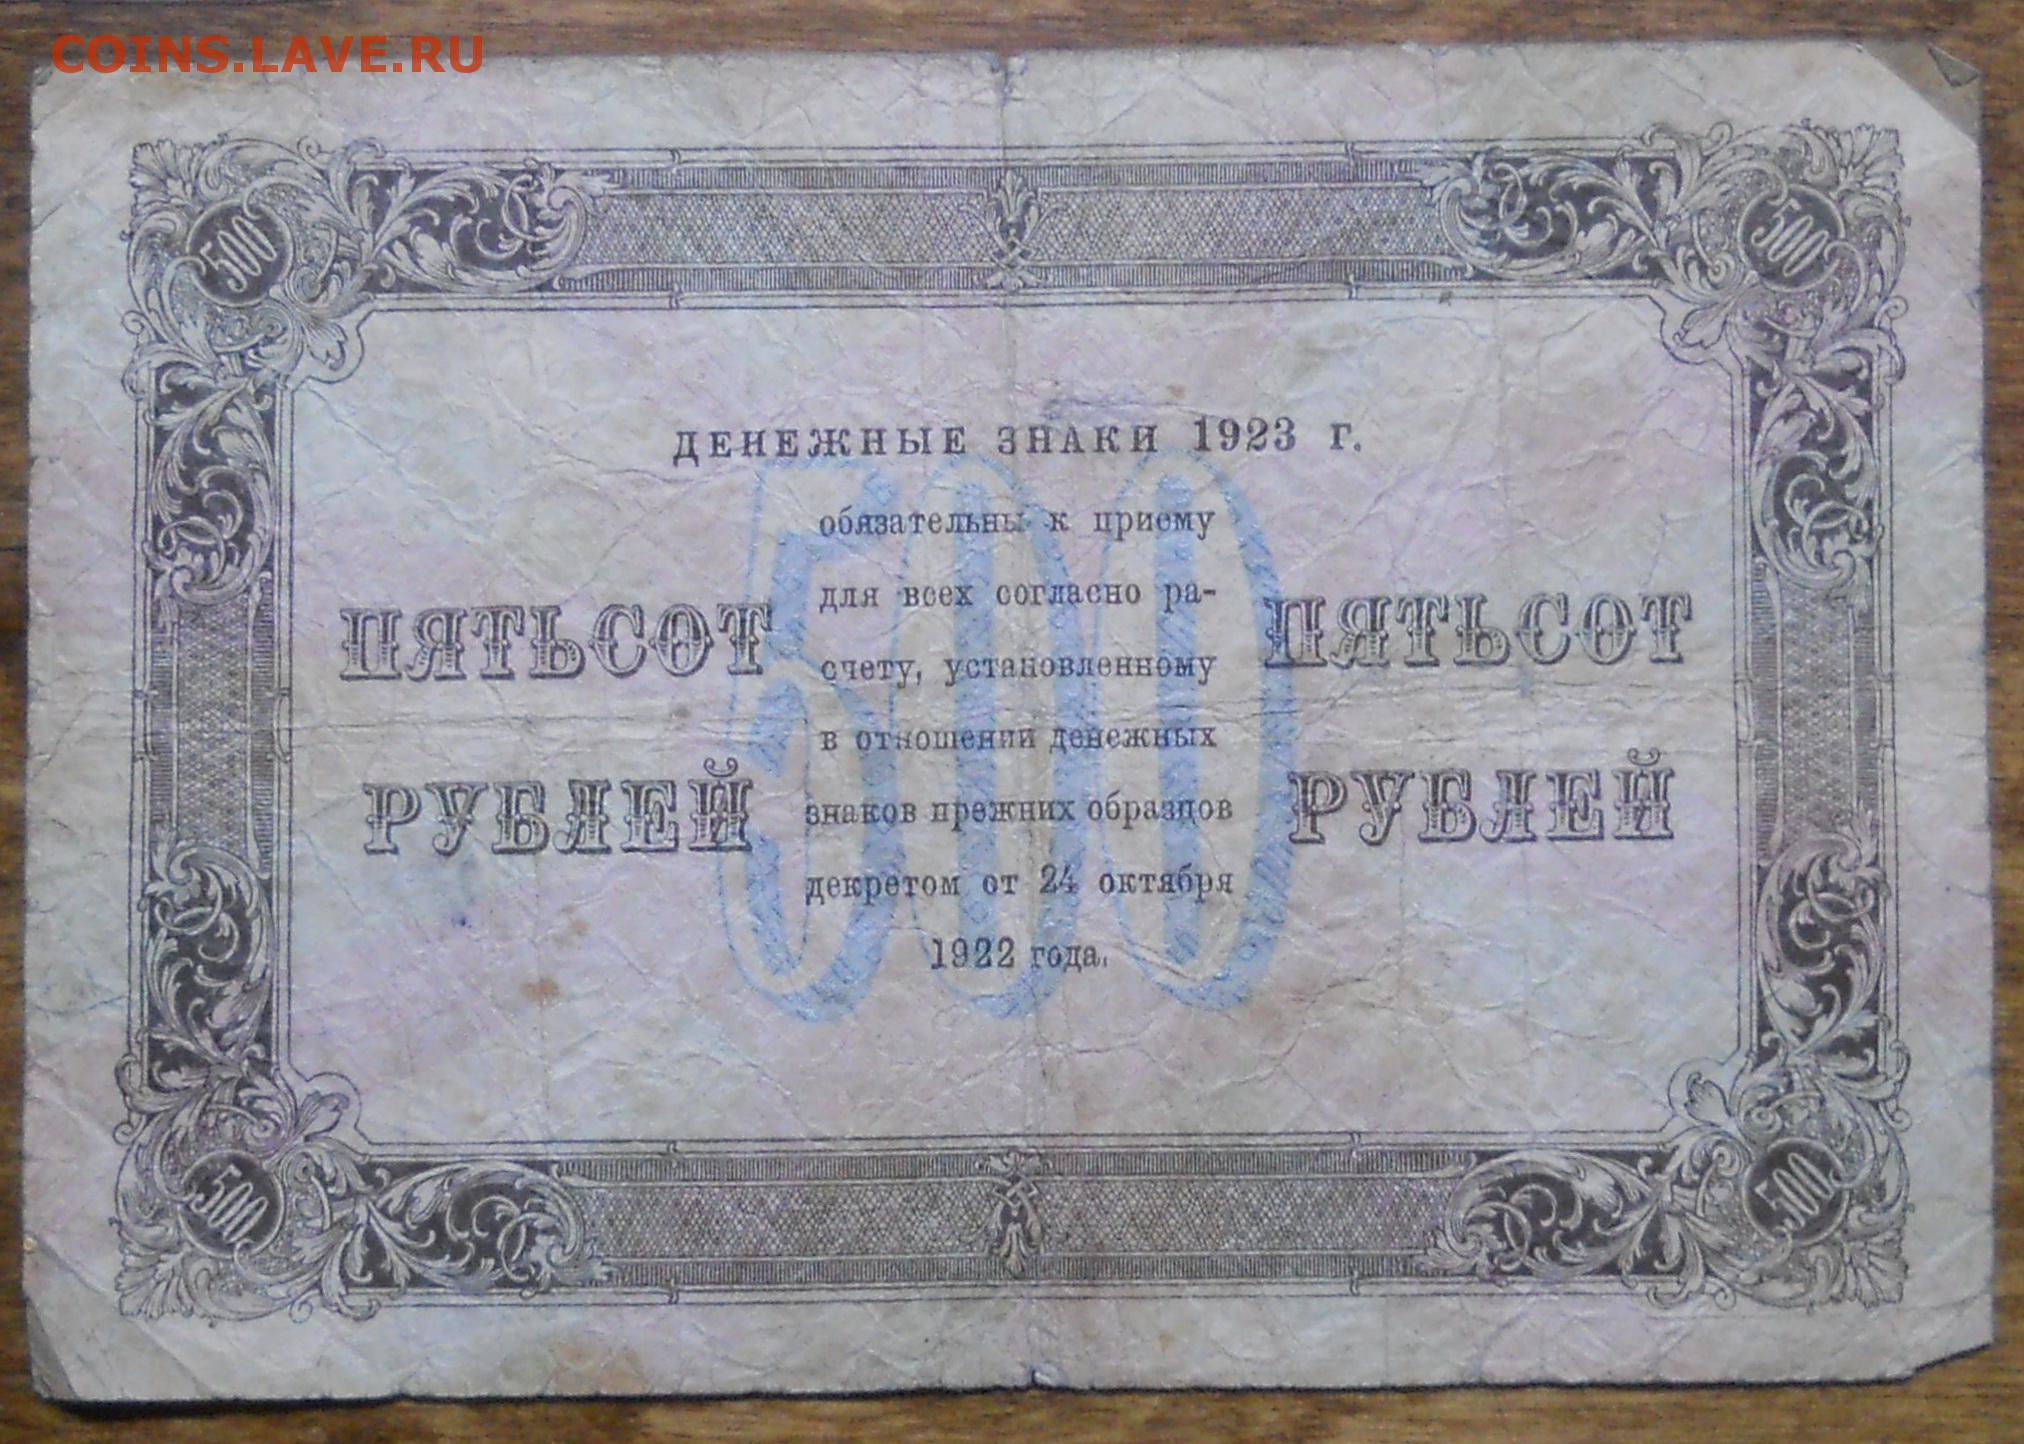 COINS.LAVE.RU
500 500
ДЕНЕЖНЫЕ ЗНАКИ 1923 г.
500
обязательны к приему
для всех согласно ра-
счету, установленному
в отношении денежных
знаков прежних образцов
декретом от 24 октября
1922 года.
ПЯТЬСОТ
РУБЛЕЙ
ПЯТЬСОТ
РУБЛЕЙ
500 500